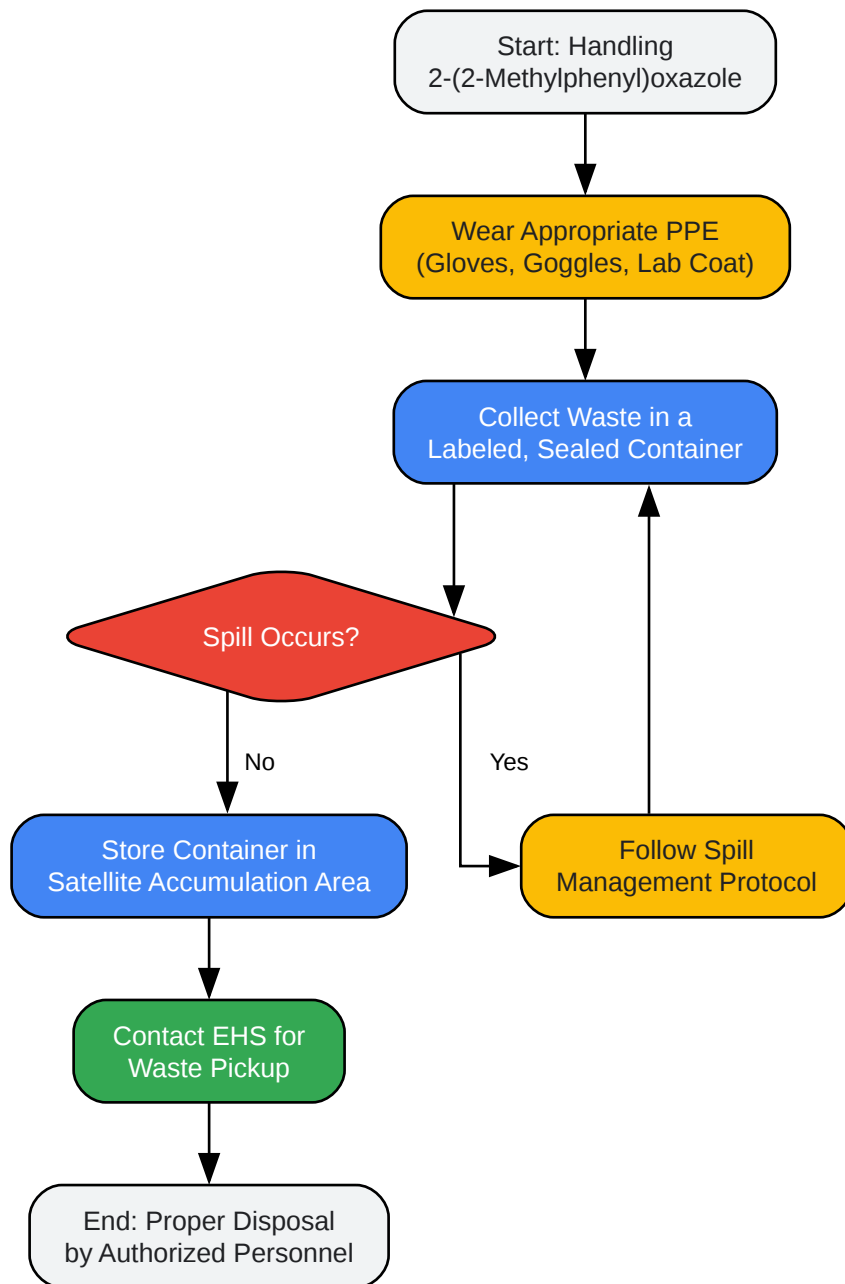 Start: Handling
2-(2-Methylphenyl)oxazole
Wear Appropriate PPE
(Gloves, Goggles, Lab Coat)
Collect Waste in a
Labeled, Sealed Container
Spill Occurs?
No
Yes
Store Container in
Satellite Accumulation Area
Follow Spill
Management Protocol
Contact EHS for
Waste Pickup
End: Proper Disposal
by Authorized Personnel